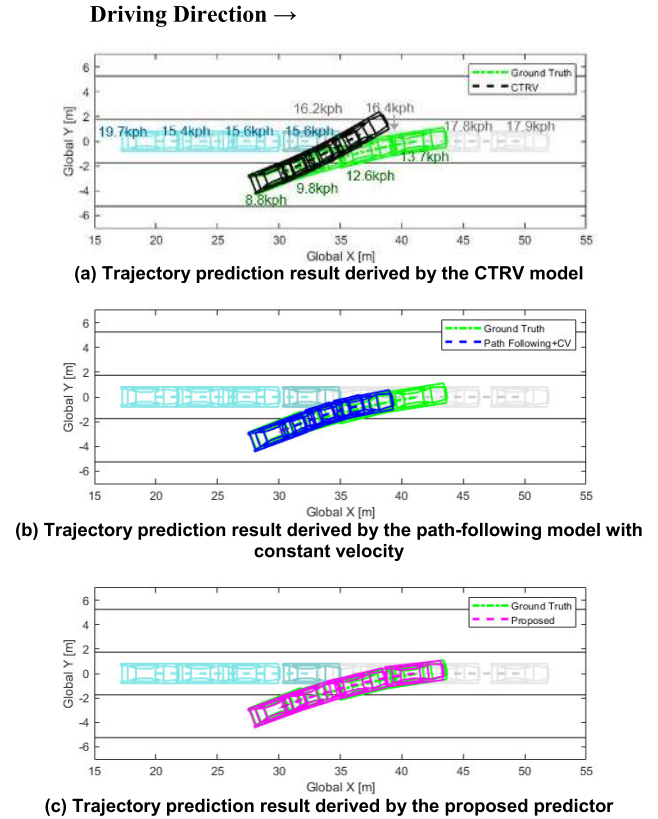 Driving Direction →
6
4
2
0
-2
-4
-6
Global Y [m]
Ground Truth
CTRV
16.2kph
16.4kph
19.7kph
15.4kph
15.6kph
15.6kph
17.8kph
17.9kph
13.7kph
12.6kph
9.8kph
8.8kph
15 20 25 30 35 40 45 50 55
Global X [m]
(a) Trajectory prediction result derived by the CTRV model
6
4
2
0
-2
-4
-6
Global Y [m]
Ground Truth
Path Following+CV
15 20 25 30 35 40 45 50 55
Global X [m]
(b) Trajectory prediction result derived by the path-following model with
constant velocity
6
4
2
0
-2
-4
-6
Global Y [m]
Ground Truth
Proposed
15 20 25 30 35 40 45 50 55
Global X [m]
(c) Trajectory prediction result derived by the proposed predictor